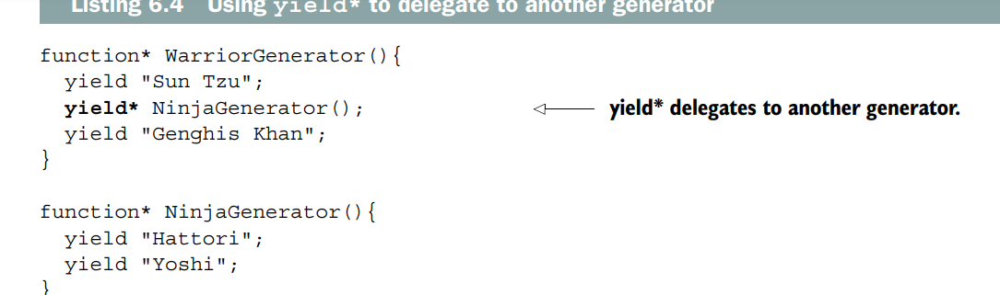 Listing 6.4 Using yield* to delegate to another generator
function* WarriorGenerator(){
yield "Sun Tzu";
yield* NinjaGenerator();
yield* delegates to another generator.
yield "Genghis Khan";
}
function* NinjaGenerator(){
yield "Hattori";
yield "Yoshi";
}